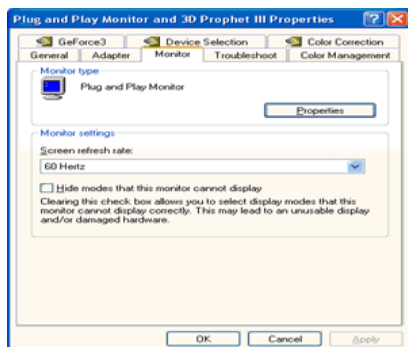 Plug and Play Monitor and 3D Prophet III Properties
GeForce3 Device Selection Color Correction
General Adapter Monitor Troubleshoot Color Management
Monitor type
Plug and Play Monitor
Properties
Monitor settings
Screen refresh rate:
60 Hertz
Hide modes that this monitor cannot display
Clearing this check box allows you to select display modes that this
monitor cannot display correctly. This may lead to an unusable display
and/or damaged hardware.
OK Cancel Apply